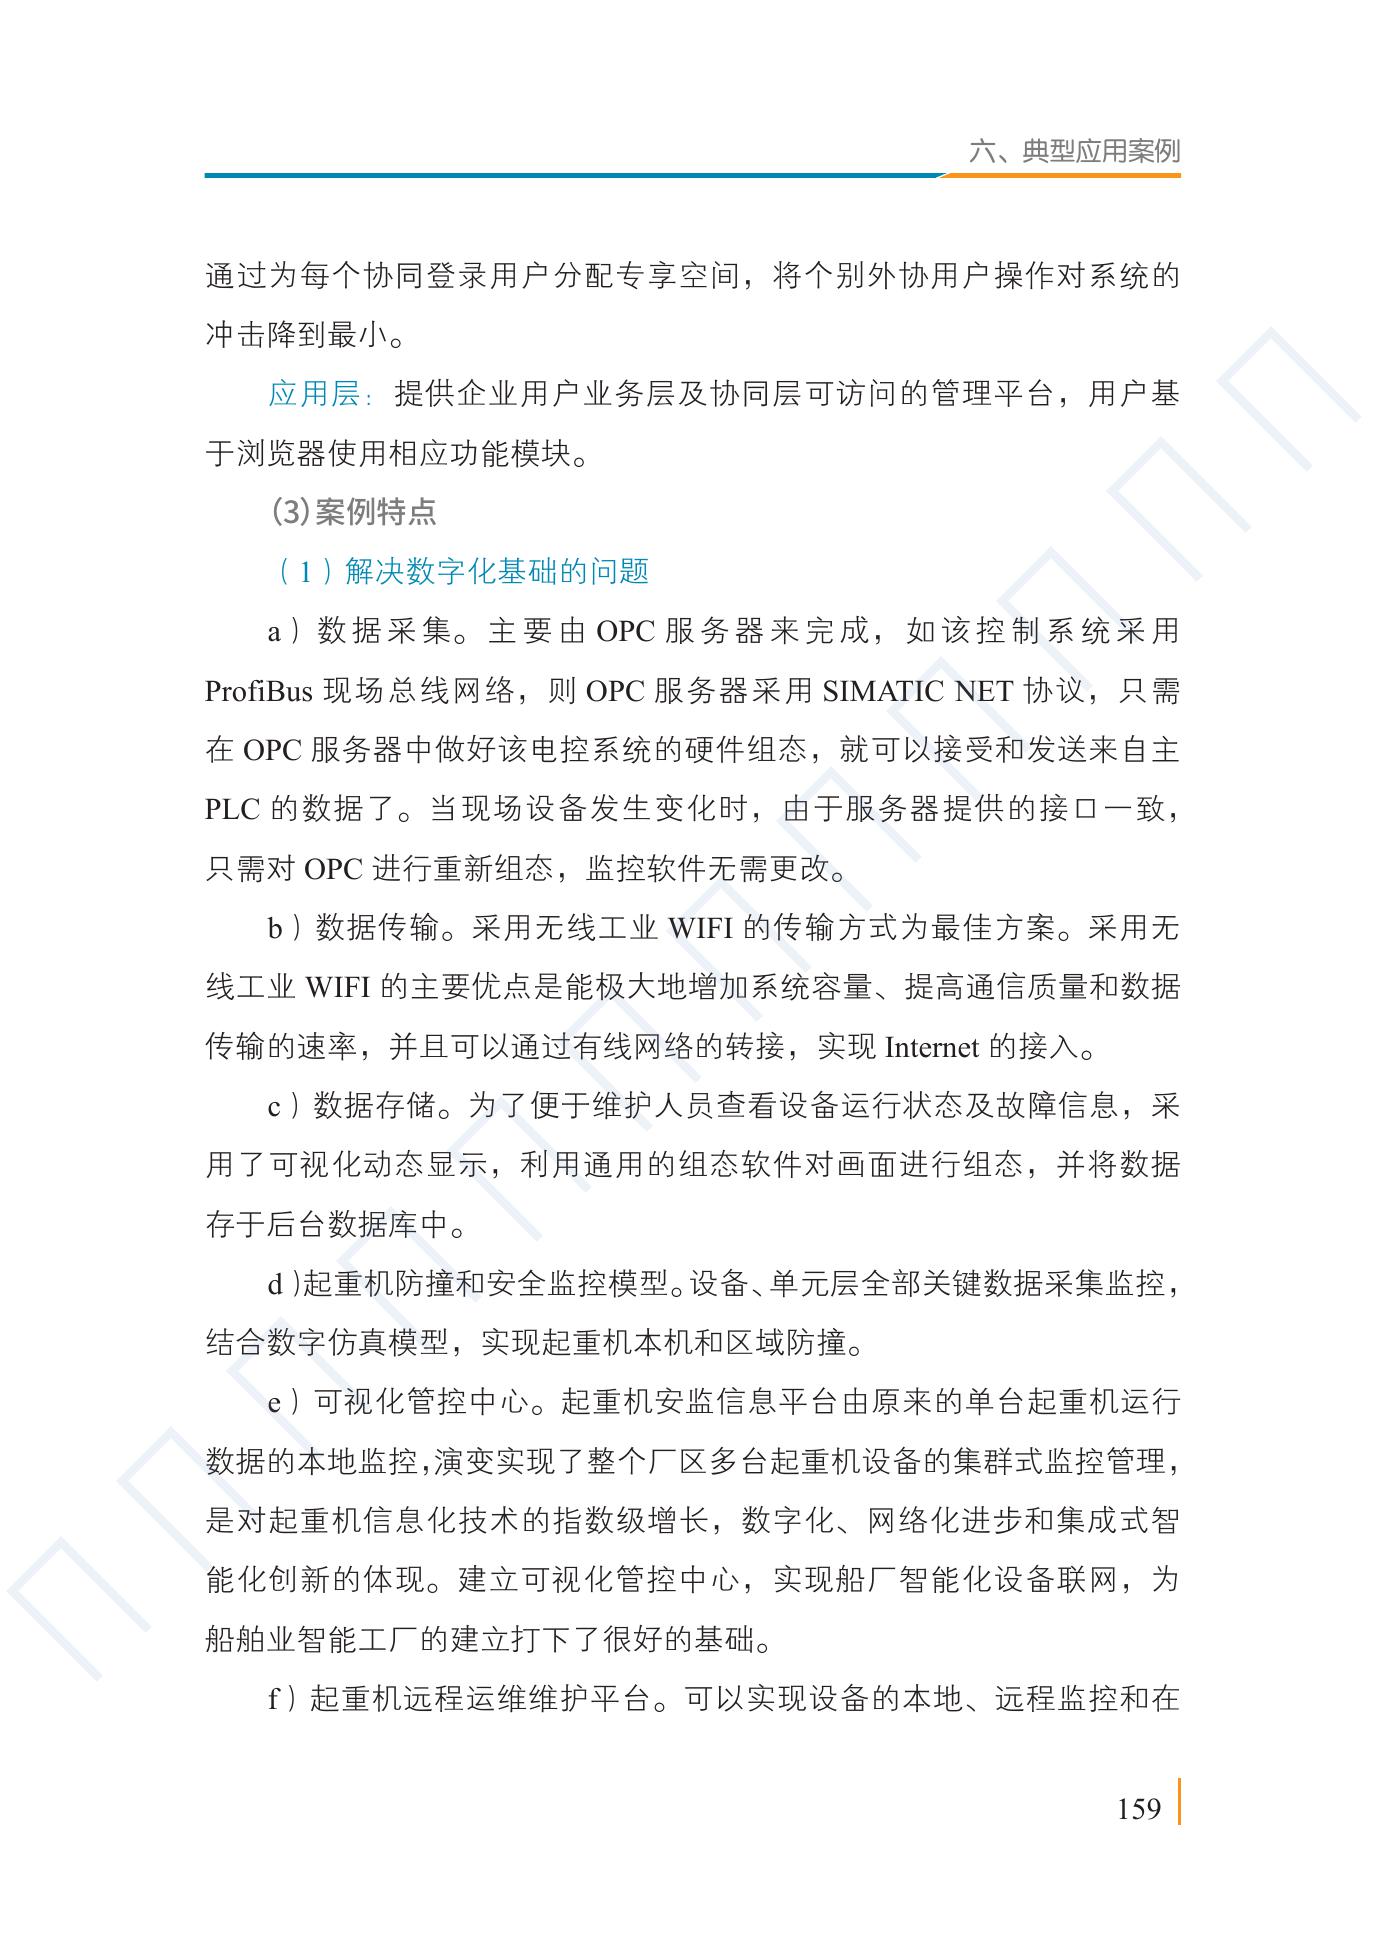 六、典型应用案例
通过为每个协同登录用户分配专享空间，将个别外协用户操作对系统的
冲击降到最小。
应用层：提供企业用户业务层及协同层可访问的管理平台，用户基
于浏览器使用相应功能模块。
(3)案例特点
（1）解决数字化基础的问题
a）数据采集。主要由 OPC 服务器来完成，如该控制系统采用
ProfiBus 现场总线网络，则 OPC 服务器采用 SIMATIC NET 协议，只需
在 OPC 服务器中做好该电控系统的硬件组态，就可以接受和发送来自主
PLC 的数据了。当现场设备发生变化时，由于服务器提供的接口一致，
只需对 OPC 进行重新组态，监控软件无需更改。
b）数据传输。采用无线工业 WIFI 的传输方式为最佳方案。采用无
线工业 WIFI 的主要优点是能极大地增加系统容量、提高通信质量和数据
传输的速率，并且可以通过有线网络的转接，实现 Internet 的接入。
c）数据存储。为了便于维护人员查看设备运行状态及故障信息，采
用了可视化动态显示，利用通用的组态软件对画面进行组态，并将数据
存于后台数据库中。
d）起重机防撞和安全监控模型。设备、单元层全部关键数据采集监控，
结合数字仿真模型，实现起重机本机和区域防撞。
e）可视化管控中心。起重机安监信息平台由原来的单台起重机运行
数据的本地监控，演变实现了整个厂区多台起重机设备的集群式监控管理，
是对起重机信息化技术的指数级增长，数字化、网络化进步和集成式智
能化创新的体现。建立可视化管控中心，实现船厂智能化设备联网，为
船舶业智能工厂的建立打下了很好的基础。
f）起重机远程运维维护平台。可以实现设备的本地、远程监控和在
159